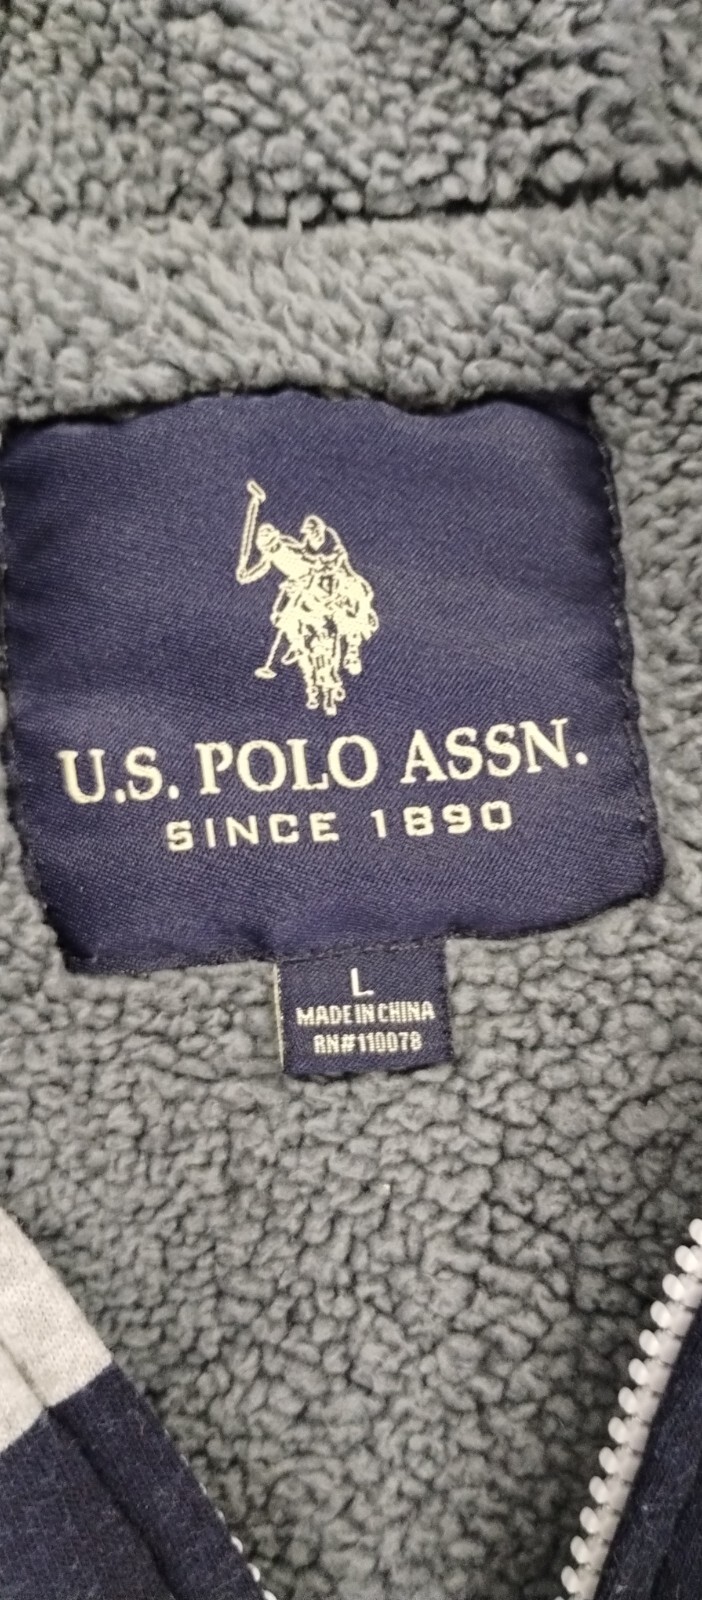 U.S. POLO ASSN.
SINCE 1890
L
MADE IN CHINA
RN#110078